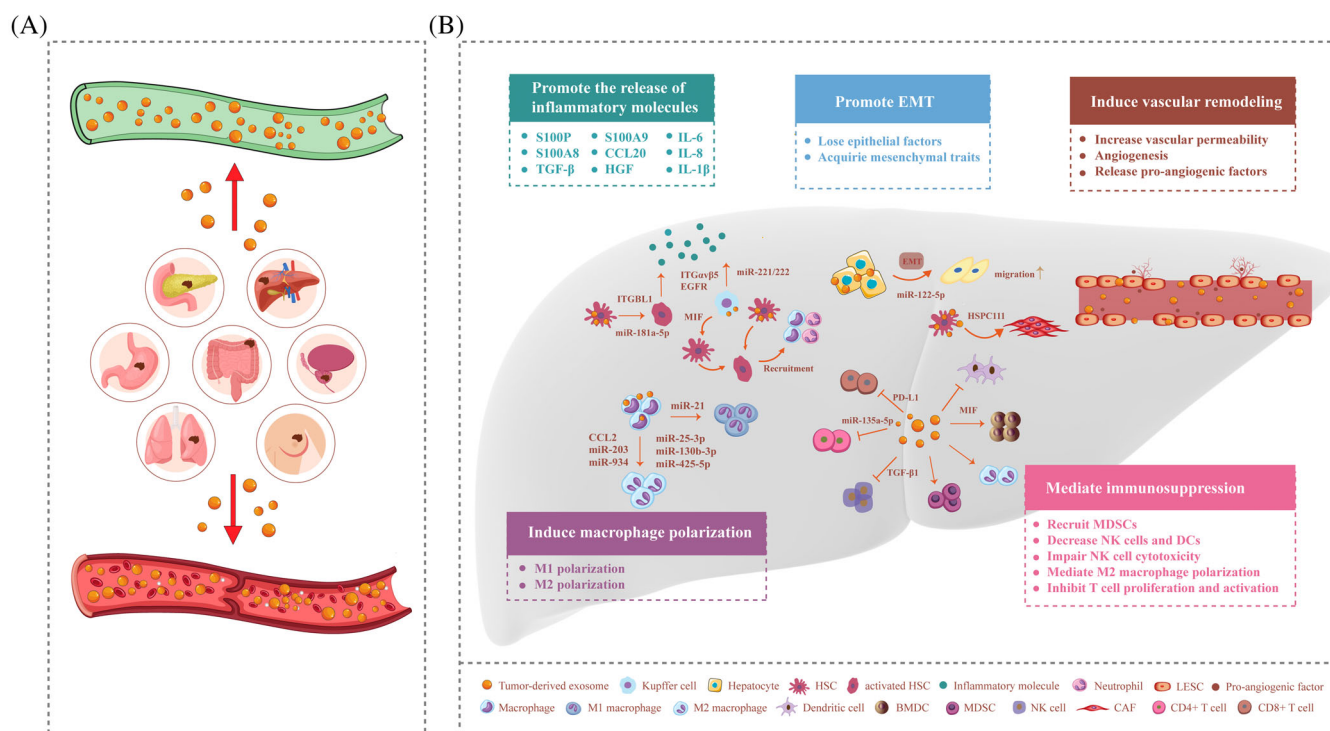 (A)
(B)
Promote the release of
inflammatory molecules
S100P
S100A9
IL-6
S100A8
CCL20
IL-8
TGF-β
HGF
IL-1β
Promote EMT
Lose epithelial factors
Acquirie mesenchymal traits
Induce vascular remodeling
Increase vascular permeability
Angiogenesis
Release pro-angiogenic factors
ITGαvβ5
EGFR
miR-221/222
ITGBL1
miR-181a-5p
MIF
Recruitment
EMT
miR-122-5p
migration
HSPC111
miR-21
CCL2
miR-203
miR-934
miR-25-3p
miR-130b-3p
miR-425-5p
PD-L1
miR-135a-5p
MIF
TGF-β1
Induce macrophage polarization
M1 polarization
M2 polarization
Mediate immunosuppression
Recruit MDSCs
Decrease NK cells and DCs
Impair NK cell cytotoxicity
Mediate M2 macrophage polarization
Inhibit T cell proliferation and activation
Tumor-derived exosome
Kupffer cell
Hepatocyte
HSC
activated HSC
Inflammatory molecule
Neutrophil
LESC
Pro-angiogenic factor
Macrophage
M1 macrophage
M2 macrophage
Dendritic cell
BMDC
MDSC
NK cell
CAF
CD4+ T cell
CD8+ T cell